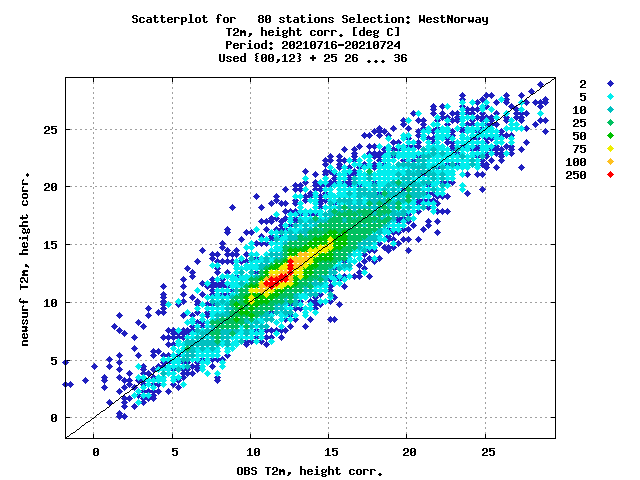 Scatterplot for   80 stations Selection: WestNorway
T2m, height corr. [deg C]
Period: 20210716-20210724
Used {00,12} + 25 26 ... 36
2
5
10
25
50
75
100
250
newsurf T2m, height corr.
25
20
15
10
5
0
0 5 10 15 20 25
OBS T2m, height corr.